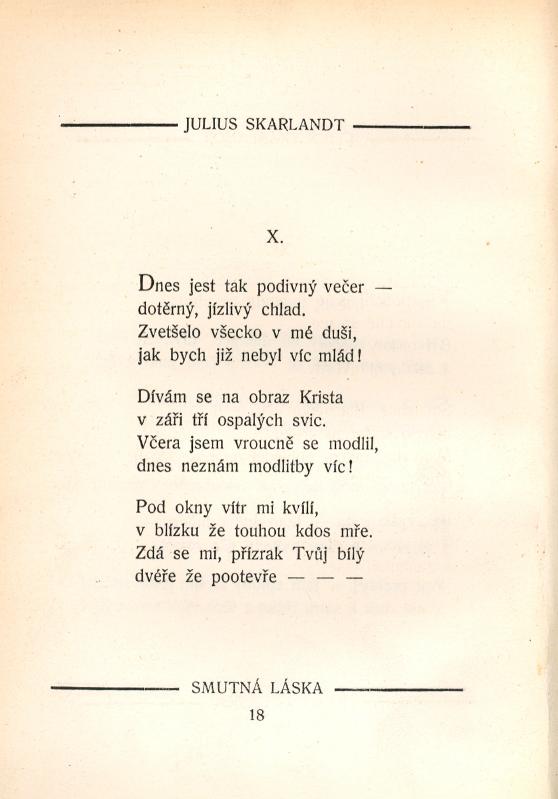 JULIUS SKARLANDT
X.
Dnes jest tak podivný večer —
dotěrný, jízlivý chlad.
Zvetšelo všecko v mé duši,
jak bych již nebyl víc mlád!
Dívám se na obraz Krista
v záři tří ospalých svic.
Včera jsem vroucně se modlil,
dnes neznám modlitby víc!
Pod okny vítr mi kvílí,
v blízku že touhou kdos mře.
Zdá se mi, přízrak Tvůj bílý
dvéře že pootevře — — —
SMUTNÁ LÁSKA
18